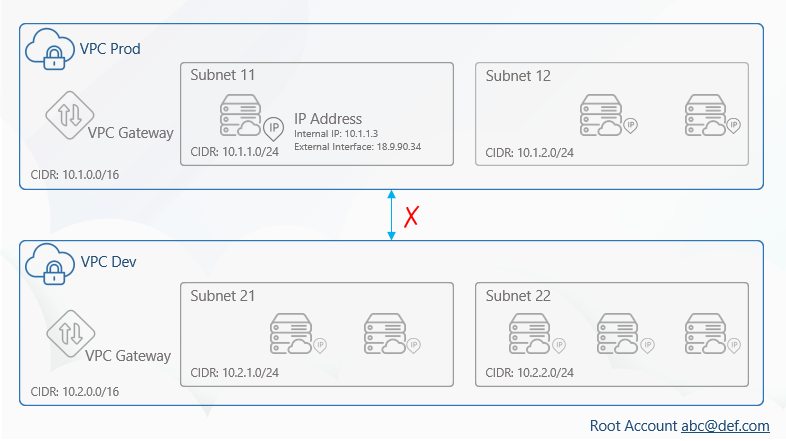 VPC Prod
VPC Gateway
CIDR: 10.1.0.0/16
Subnet 11
IP
IP Address
Internal IP: 10.1.1.3
External Interface: 18.9.90.34
CIDR: 10.1.1.0/24
Subnet 12
IP
IP
CIDR: 10.1.2.0/24
X
VPC Dev
VPC Gateway
CIDR: 10.2.0.0/16
Subnet 21
IP
IP
CIDR: 10.2.1.0/24
Subnet 22
IP
IP
IP
CIDR: 10.2.2.0/24
Root Account abc@def.com